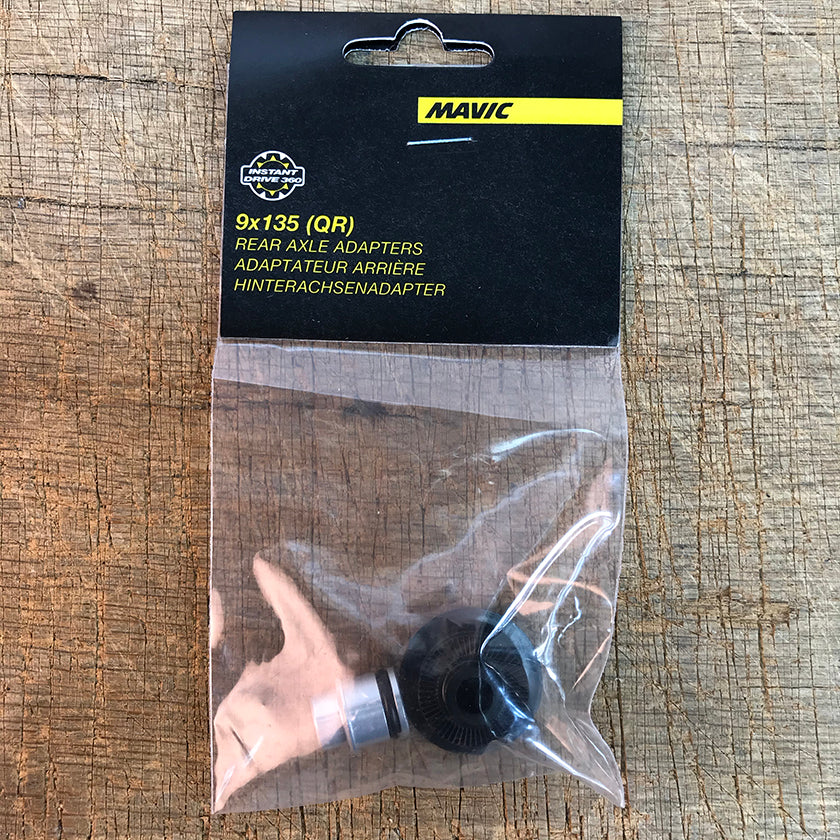 MAVIC
INSTANT
DRIVE 360
9x135 (QR)
REAR AXLE ADAPTERS
ADAPTATEUR ARRIÈRE
HINTERACHSENADAPTER